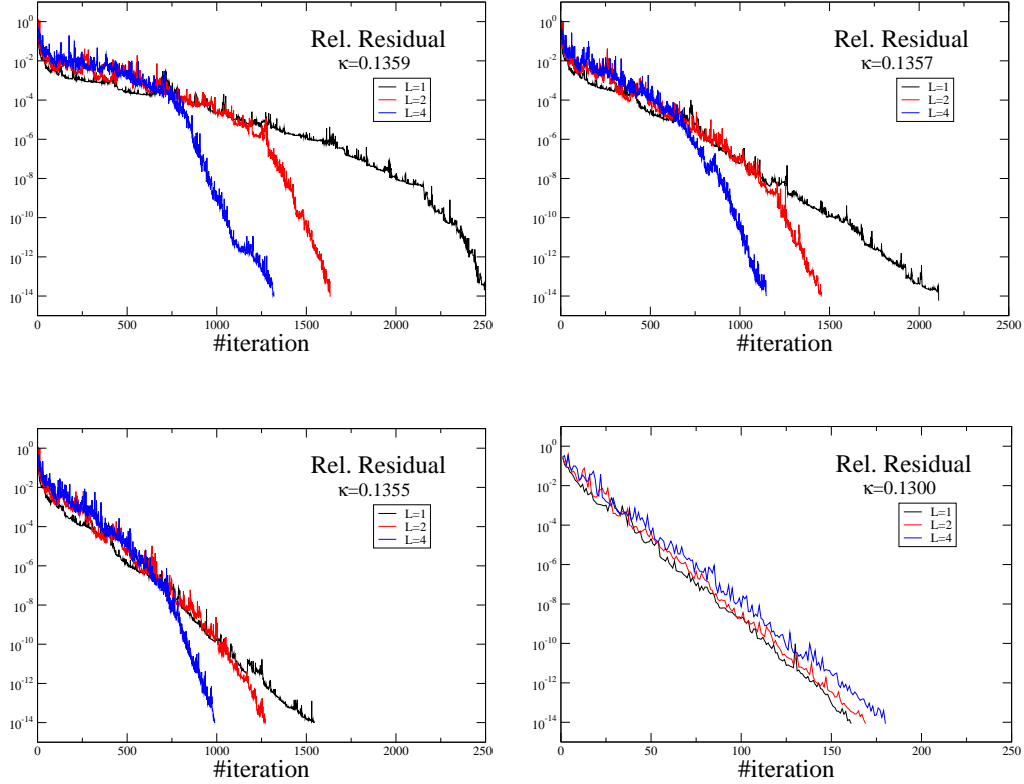 10^0
10^-2
10^-4
10^-6
10^-8
10^-10
10^-12
10^-14
0 500 1000 1500 2000 2500
#iteration
Rel. Residual
κ=0.1359
L=1
L=2
L=4
10^0
10^-2
10^-4
10^-6
10^-8
10^-10
10^-12
10^-14
0 500 1000 1500 2000 2500
#iteration
Rel. Residual
κ=0.1357
L=1
L=2
L=4
10^0
10^-2
10^-4
10^-6
10^-8
10^-10
10^-12
10^-14
0 500 1000 1500 2000 2500
#iteration
Rel. Residual
κ=0.1355
L=1
L=2
L=4
10^0
10^-2
10^-4
10^-6
10^-8
10^-10
10^-12
10^-14
0 50 100 150 200 250
#iteration
Rel. Residual
κ=0.1300
L=1
L=2
L=4